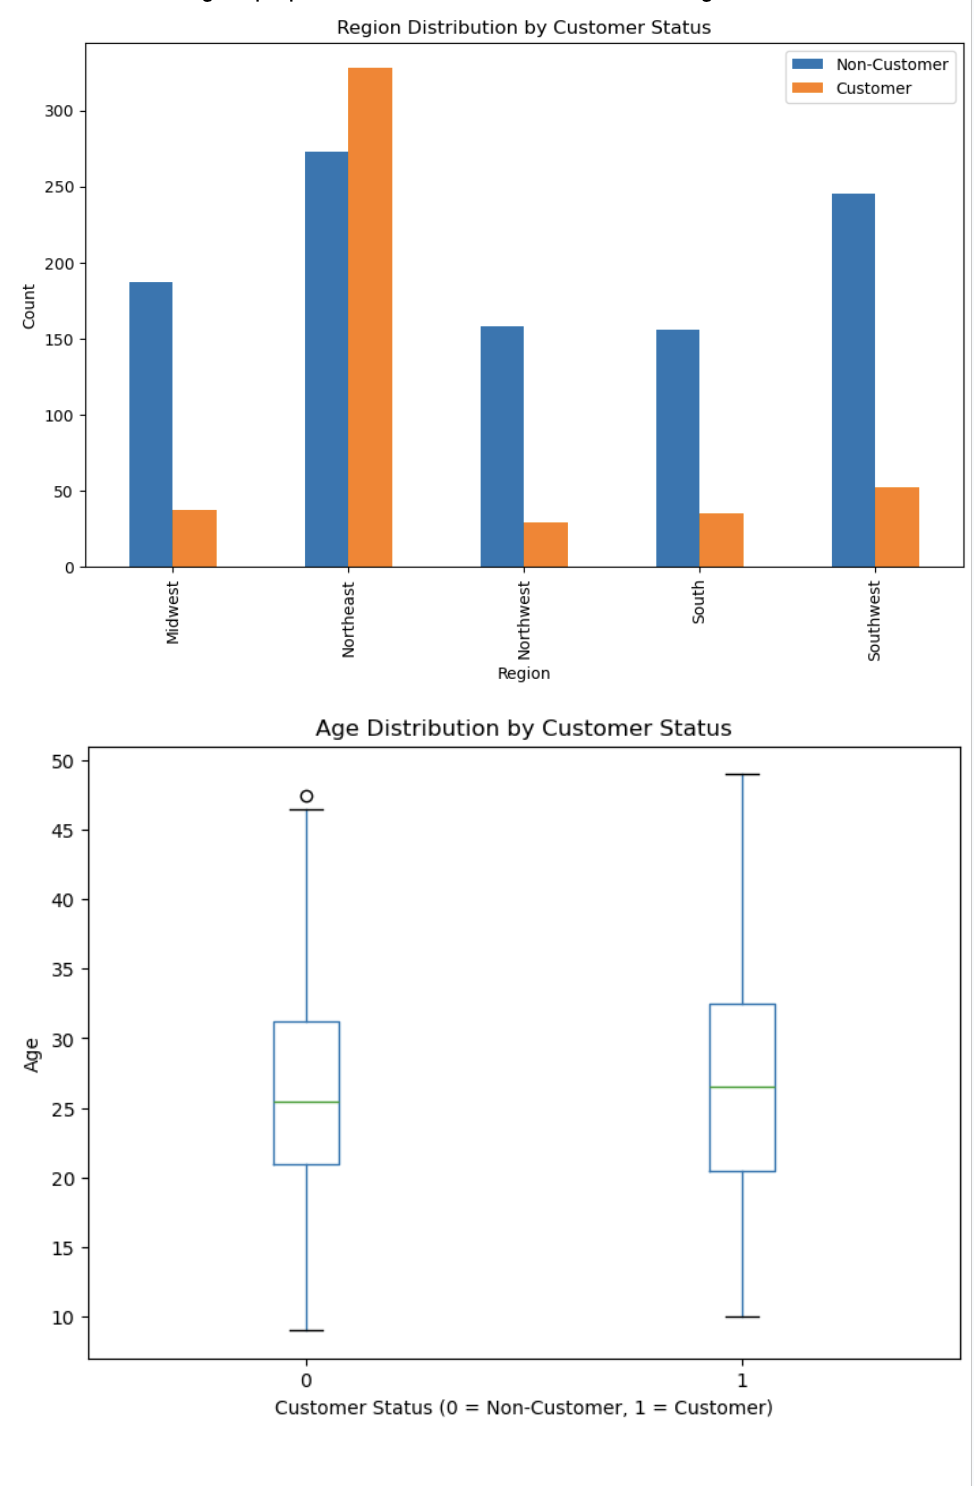 Region Distribution by Customer Status
Non-Customer
Customer
300
250
200
150
100
50
0
Count
Midwest
Northeast
Northwest
South
Southwest
Region
Age Distribution by Customer Status
50
45
40
35
30
25
20
15
10
Age
0
1
Customer Status (0 = Non-Customer, 1 = Customer)